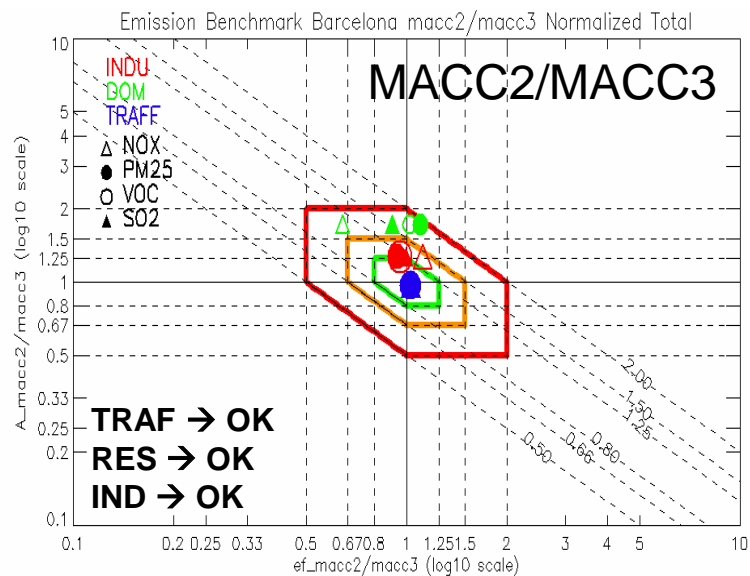 Emission Benchmark Barcelona macc2/macc3 Normalized Total
MACC2/MACC3
INDU
DOM
TRAFF
△ NOX
● PM25
○ VOC
▲ SO2
A_macc2/macc3 (log10 scale)
10
5
4
3
2
1.5
1.25
1
0.8
0.67
0.5
0.33
0.25
0.2
0.1
2.00
1.50
1.25
0.80
0.66
0.50
TRAF → OK
RES → OK
IND → OK
0.1 0.2 0.25 0.33 0.5 0.67 0.8 1 1.25 1.5 2 3 4 5 10
ef_macc2/macc3 (log10 scale)